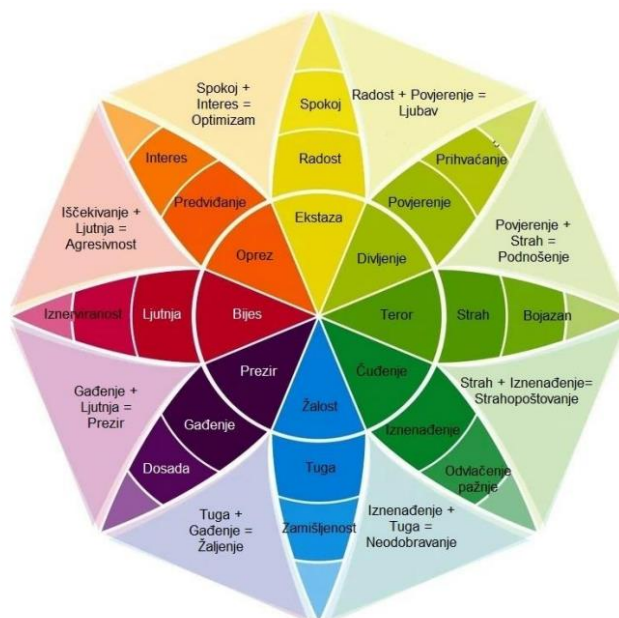 Spokoj +
Interes =
Optimizam
Spokoj
Radost
Ekstaza
Radost + Povjerenje =
Ljubav
Interes
Predviđanje
Oprez
Prihvaćanje
Povjerenje
Divljenje
Iščekivanje +
Ljutnja =
Agresivnost
Povjerenje +
Strah =
Podnošenje
Iznerviranost
Ljutnja
Bijes
Teror
Strah
Bojazan
Gađenje +
Ljutnja =
Prezir
Prezir
Gađenje
Dosada
Žalost
Tuga
Zamišljenost
Čuđenje
Iznenađenje
Odvlačenje
pažnje
Strah + Iznenađenje=
Strahopoštovanje
Tuga +
Gađenje =
Žaljenje
Iznenađenje +
Tuga =
Neodobravanje